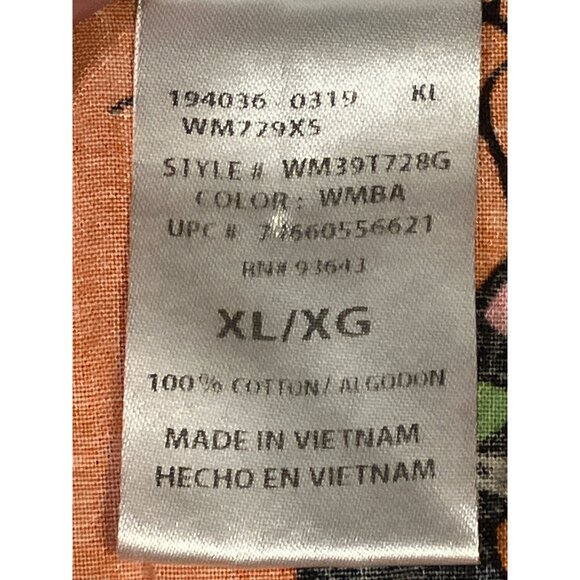 194036 0319 KL
WM779X5
STYLE # WM39T728G
COLOR: WMBA
UPC # 74660556621
RN# 93643
XL/XG
100% COTTON/ALGODON
MADE IN VIETNAM
HECHO EN VIETNAM